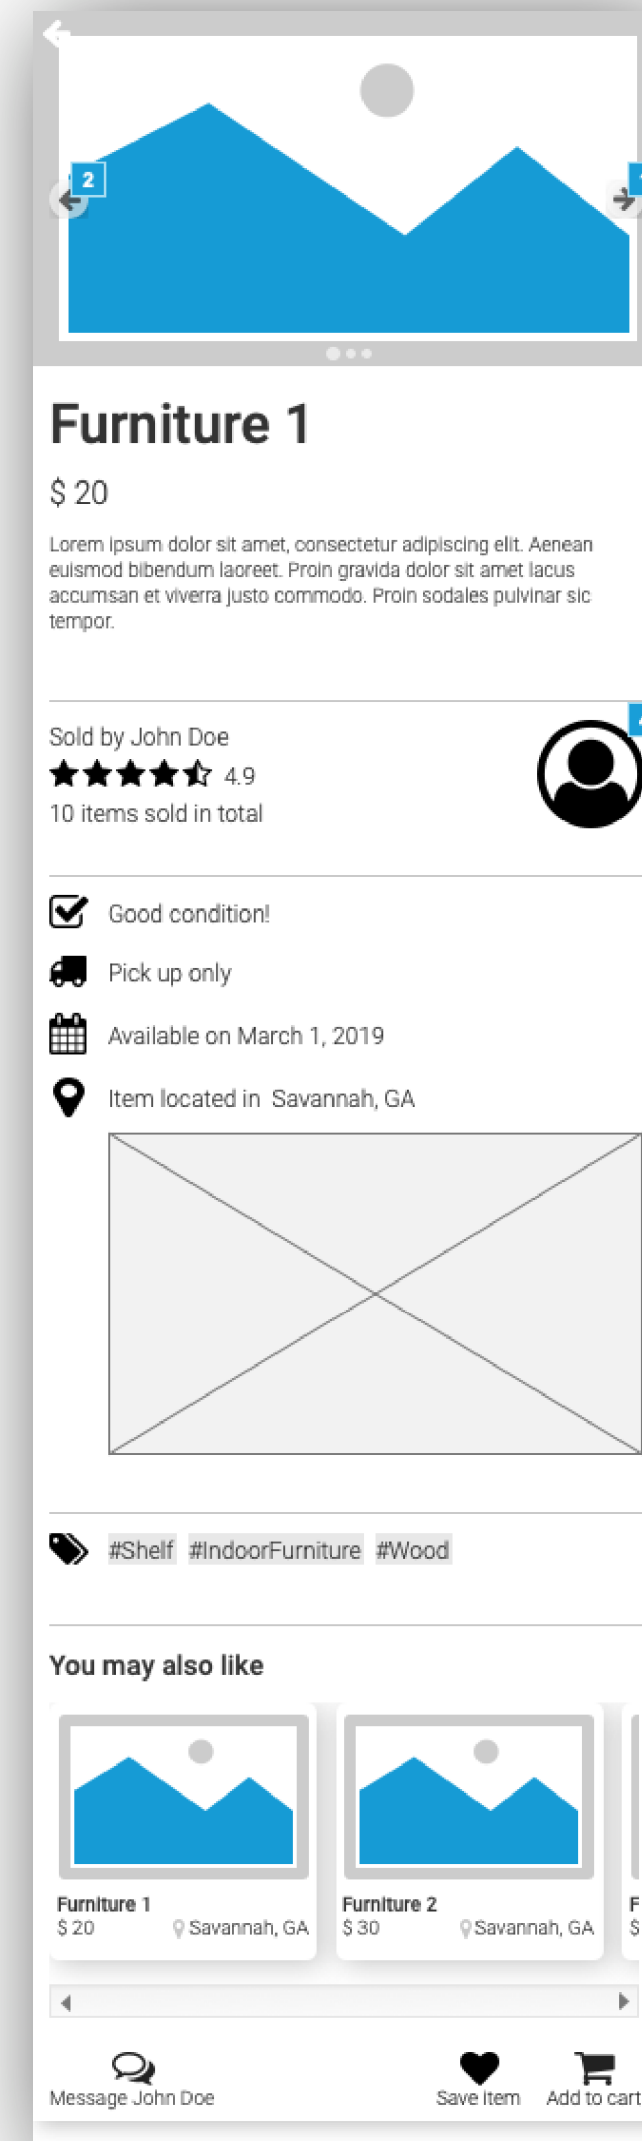 2
Furniture 1
$ 20
Lorem ipsum dolor sit amet, consectetur adipiscing elit. Aenean
euismod bibendum laoreet. Proin gravida dolor sit amet lacus
accumsan et viverra justo commodo. Proin sodales pulvinar sic
tempor.
Sold by John Doe
4.9
10 items sold in total
Good condition!
Pick up only
Available on March 1, 2019
Item located in Savannah, GA
#Shelf #IndoorFurniture #Wood
You may also like
Furniture 1
$ 20 Savannah, GA
Furniture 2
$ 30 Savannah, GA
F
$
Message John Doe
Save item
Add to cart